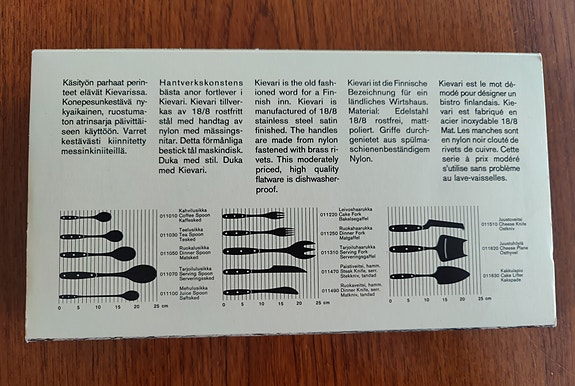 Käsityön parhaat perin-
teet elävät Kievarissa.
Konepesunkestävä ny-
kyaikainen, ruostuma-
ton atrinsarja päivittäi-
seen käyttöön. Varret
kestävästi kiinnitetty
messinkiniiteillä.
Hantverkskonstens
bästa anor fortlever i
Kievari. Kievari tillver-
kas av 18/8 rostfritt
stål med handtag av
nylon med mässings-
nitar. Detta förmånliga
bestick tål maskindisk.
Duka med stil. Duka
med Kievari.
Kievari is the old fash-
ioned word for a Fin-
nish inn. Kievari is
manufactured of 18/8
stainless steel satin
finished. The handles
are made from nylon
fastened with brass ri-
vets. This moderately
priced, high quality
flatware is dishwasher-
proof.
Kievari ist die Finnische
Bezeichnung für ein
ländliches Wirtshaus.
Material: Edelstahl
18/8 rostfrei, matt-
poliert. Griffe durch-
genietet aus spülma-
schienenbeständigem
Nylon.
Kievari est le mot dé-
modé pour désigner un
bistro finlandais. Kie-
vari est fabriqué en
acier inoxydable 18/8
Mat. Les manches sont
en nylon noir clouté de
rivets de cuivre. Cette
serie à prix modéré
s'utilise sans problème
au lave-vaisselles.
Kahvilusikka
011010 Coffee Spoon
Kaffesked
Teelusikka
011030 Tea Spoon
Tesked
Ruokalusikka
011050 Dinner Spoon
Matsked
Tarjoilulusikka
011070 Serving Spoon
Serveringssked
Mehulusikka
011100 Juice Spoon
Saftsked
0 5 10 15 20 25 cm
Leivoshaarukka
011220 Cake Fork
Bakelsegaffel
Ruokahaarukka
011250 Dinner Fork
Matgaffel
Tarjoiluhaarukka
011310 Serving Fork
Serveringsgaffel
Paistiveitsi, hamm.
011470 Steak Knife, serr.
Stekkniv, tandad
Ruokaveitsi, hamm.
011490 Dinner Knife, serr.
Matkniv, tandad
0 5 10 15 20 25 cm
Juustoveitsi
011510 Cheese Knife
Ostkniv
Juustohöylä
011620 Cheese Plane
Osthyvel
Kakkulapio
011630 Cake Lifter
Kakspade
0 5 10 15 20 25 cm